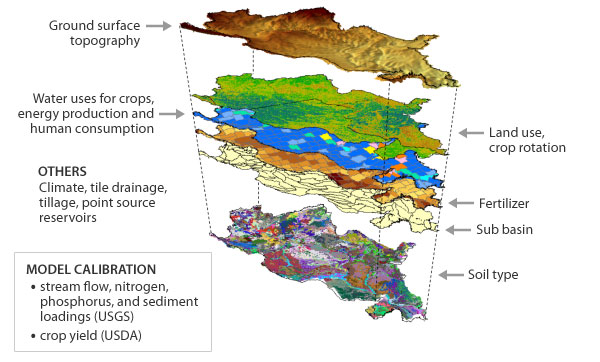 Ground surface
topography
Water uses for crops,
energy production and
human consumption
Land use,
crop rotation
OTHERS
Climate, tile drainage,
tillage, point source
reservoirs
Fertilizer
Sub basin
Soil type
MODEL CALIBRATION
• stream flow, nitrogen,
phosphorus, and sediment
loadings (USGS)
• crop yield (USDA)